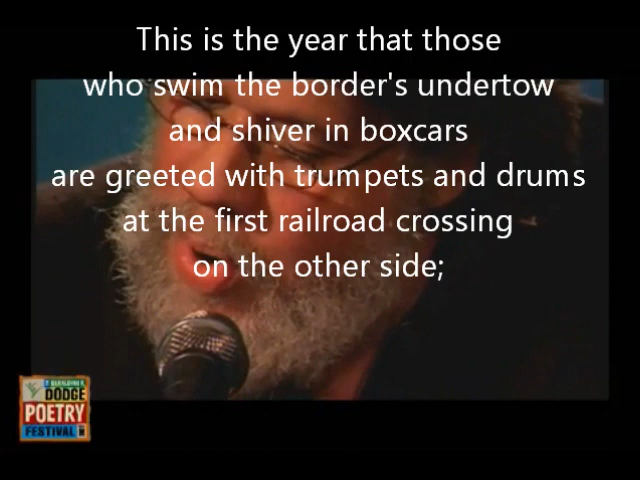 This is the year that those
who swim the border's undertow
and shiver in boxcars
are greeted with trumpets and drums
at the first railroad crossing
on the other side;
DODGE
POETRY
FESTIVAL